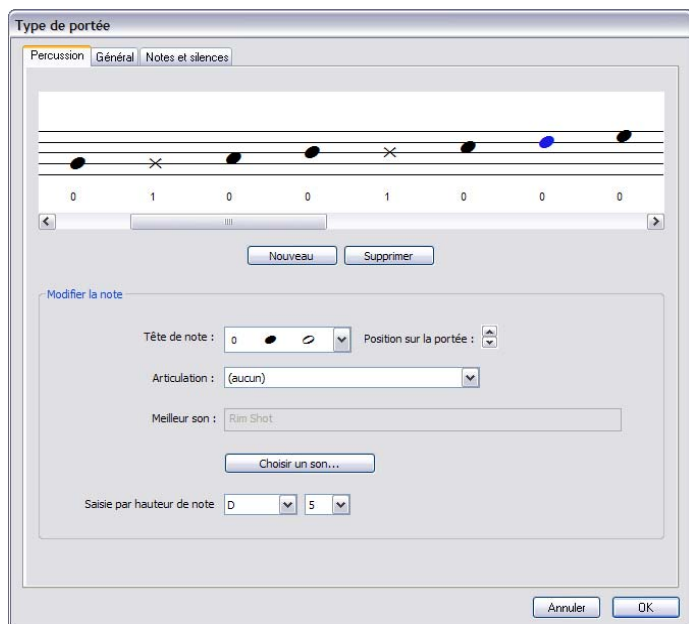 Type de portée
Percussion Général Notes et silences
0 1 0 0 1 0 0 0
Nouveau Supprimer
Modifier la note
Tête de note : 0 Position sur la portée :
Articulation : (aucun)
Meilleur son : Rim Shot
Choisir un son...
Saisie par hauteur de note D 5
Annuler OK